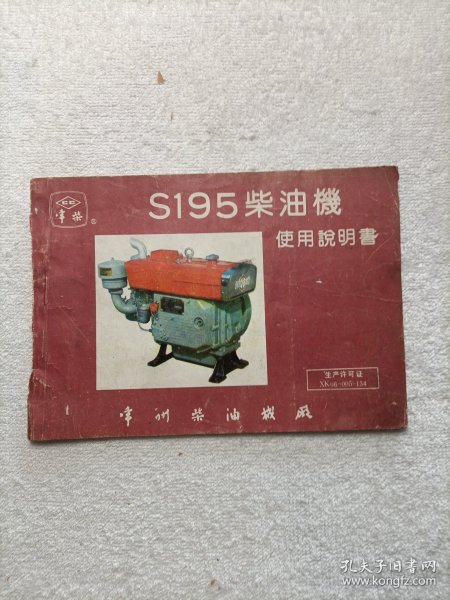 CC
常柴
R
S195柴油機
使用說明書
生产许可证
XK06-005-134
常州柴油机厂
孔夫子旧书网
www.kongfz.com